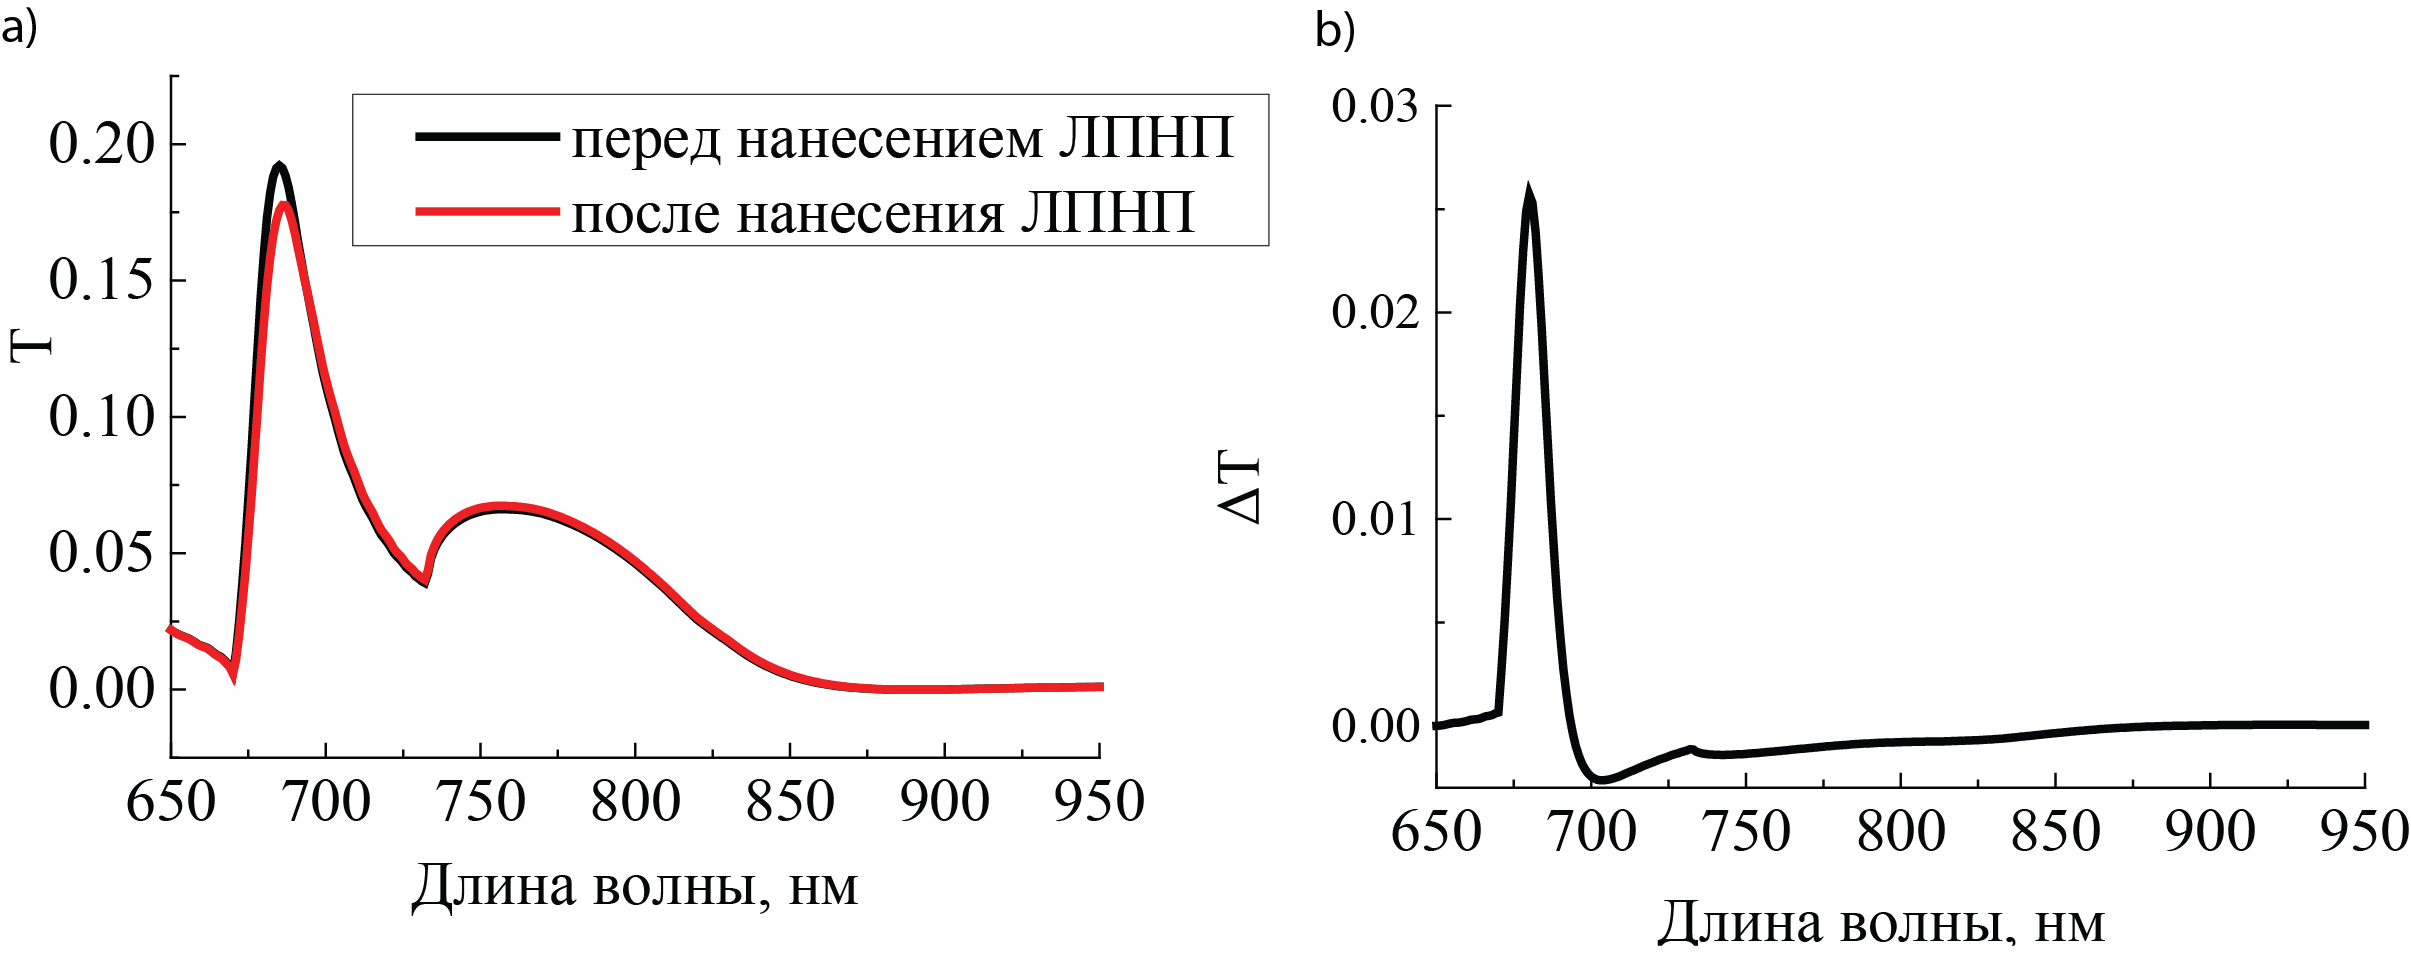 a)
перед нанесением ЛПНП
после нанесения ЛПНП
T
0.20
0.15
0.10
0.05
0.00
650 700 750 800 850 900 950
Длина волны, нм
b)
ΔT
0.03
0.02
0.01
0.00
650 700 750 800 850 900 950
Длина волны, нм